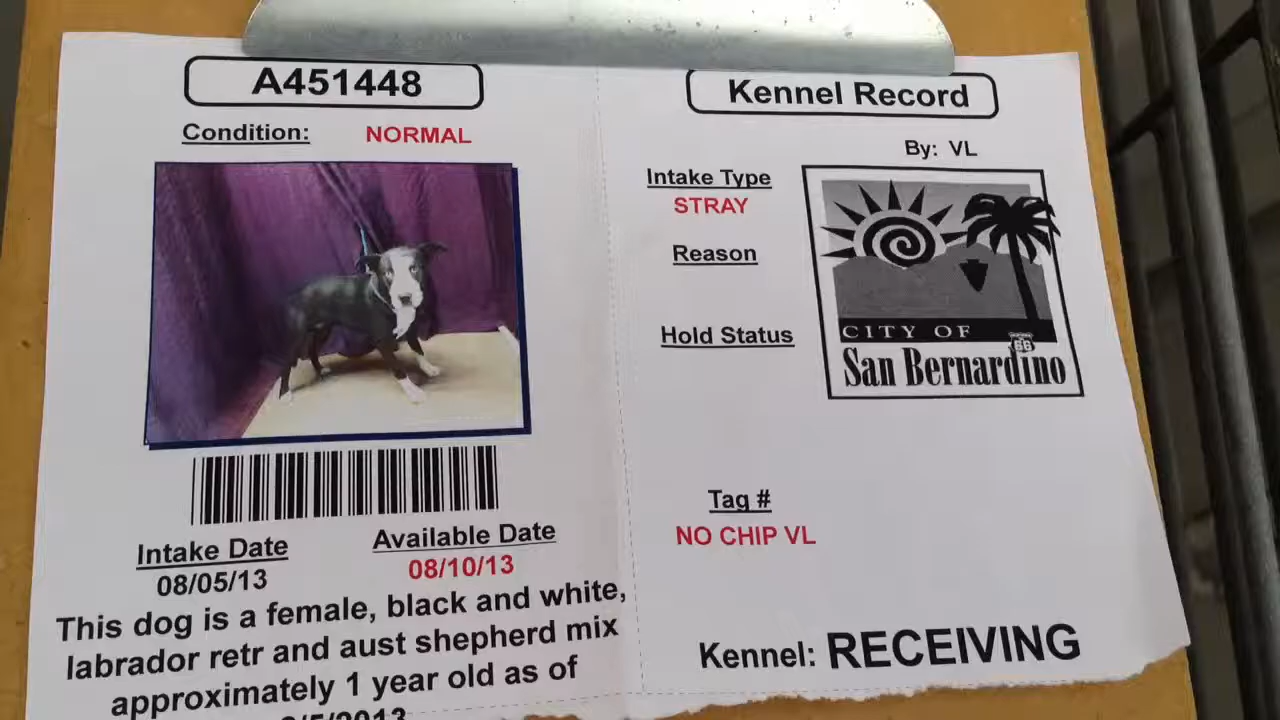 A451448
Condition: NORMAL
Intake Date
08/05/13
Available Date
08/10/13
This dog is a female, black and white,
labrador retr and aust shepherd mix
approximately 1 year old as of
Kennel Record
By: VL
Intake Type
STRAY
Reason
Hold Status
CITY OF
66
San Bernardino
Tag #
NO CHIP VL
Kennel: RECEIVING